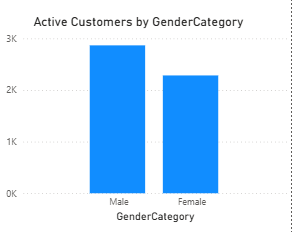 Active Customers by GenderCategory
3K
2K
1K
0K
Male Female
GenderCategory